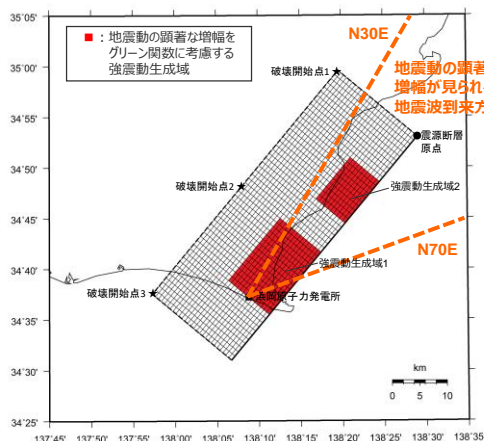 35˚05'
35˚00'
34˚50'
34˚45'
34˚40'
34˚35'
34˚30'
34˚25'
■：地震動の顕著な増幅を
グリーン関数に考慮する
強震動生成域
N30E
地震動の顕著
増幅が見られ
地震波到来方
破壊開始点1
震源断層
原点
破壊開始点2
強震動生成域2
N70E
強震動生成域1
浜岡原子力発電所
破壊開始点3
km
0 5 10
137˚45' 137˚50' 137˚55' 138˚00' 138˚05' 138˚10' 138˚15' 138˚20' 138˚25' 138˚30' 138˚35'